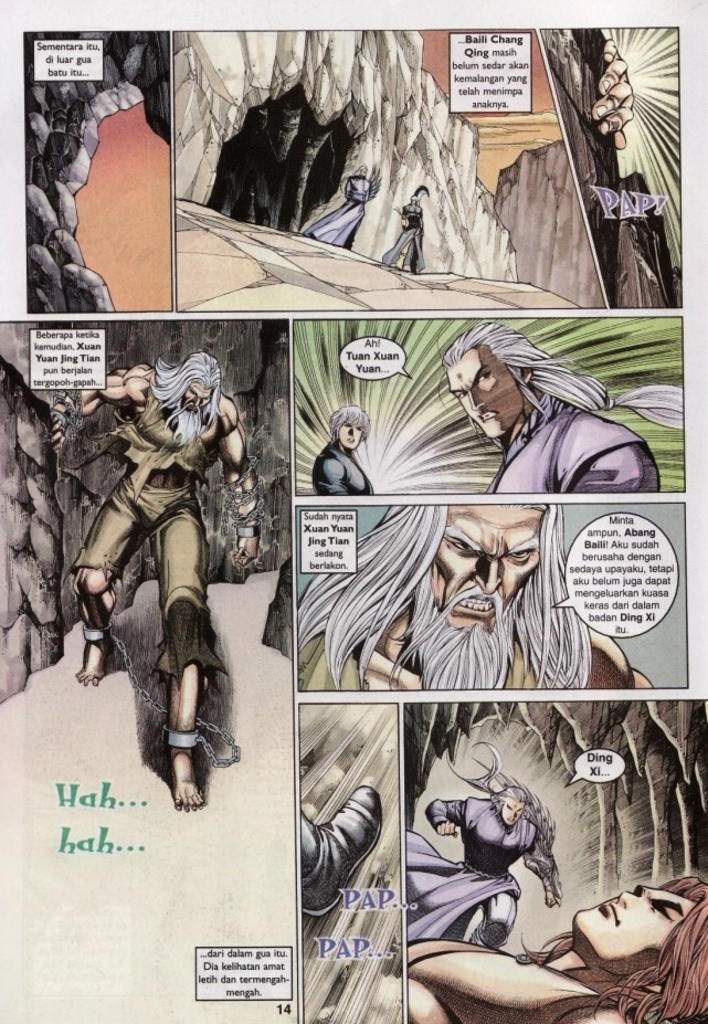 Sementara itu,
di luar gua
batu itu...
...Baili Chang
Qing masih
belum sedar akan
kemalangan yang
telah menimpa
anaknya.
PAP!
Beberapa ketika
kemudian, Xuan
Yuan Jing Tian
pun berjalan
tergopoh-gapah...
Ah!
Tuan Xuan
Yuan...
Sudah nyata
Xuan Yuan
Jing Tian
sedang
berlakon.
Minta
ampun, Abang
Baili! Aku sudah
berusaha dengan
sedaya upayaku, tetapi
aku belum juga dapat
mengeluarkan kuasa
keras dari dalam
badan Ding Xi
itu.
Hah...
hah...
...dari dalam gua itu.
Dia kelihatan amat
letih dan termengah-
mengah.
PAP...
PAP...
Ding
Xi...
14